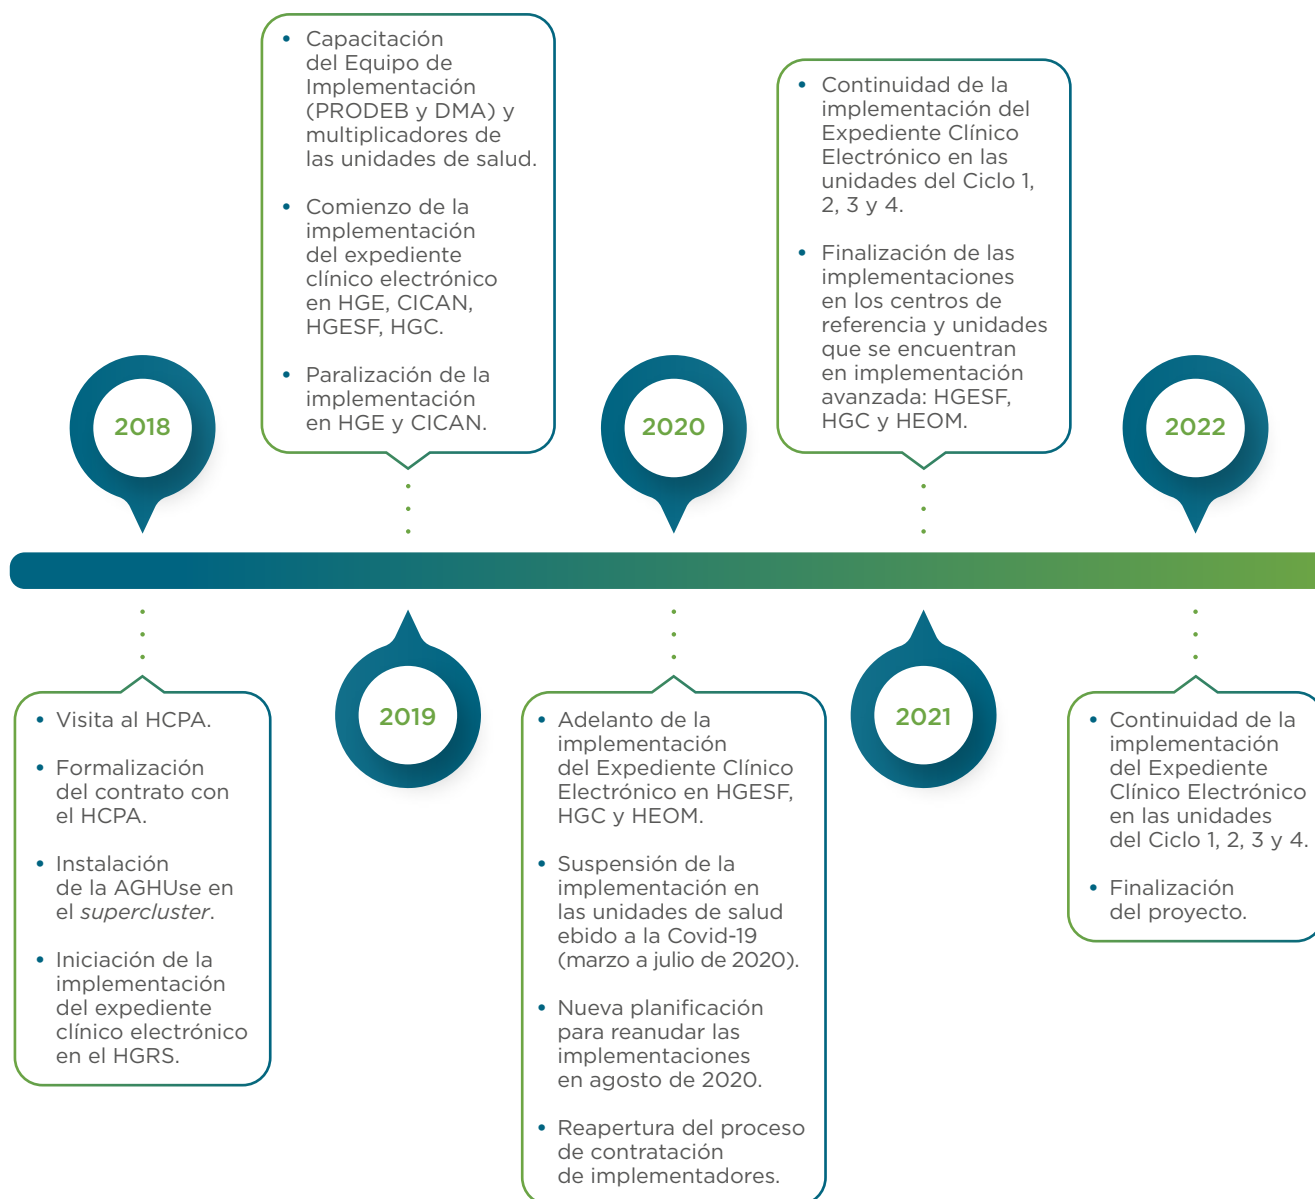 2018
• Visita al HCPA.
• Formalización
del contrato con
el HCPA.
• Instalación
de la AGHUse en
el supercluster.
• Iniciación de la
implementación
del expediente
clínico electrónico
en el HGRS.
• Capacitación
del Equipo de
Implementación
(PRODEB y DMA) y
multiplicadores de
las unidades de salud.
• Comienzo de la
implementación
del expediente
clínico electrónico
en HGE, CICAN,
HGESF, HGC.
• Paralización de la
implementación
en HGE y CICAN.
2019
2020
• Adelanto de la
implementación
del Expediente Clínico
Electrónico en HGESF,
HGC y HEOM.
• Suspensión de la
implementación en
las unidades de salud
ebido a la Covid-19
(marzo a julio de 2020).
• Nueva planificación
para reanudar las
implementaciones
en agosto de 2020.
• Reapertura del proceso
de contratación
de implementadores.
• Continuidad de la
implementación del
Expediente Clínico
Electrónico en las
unidades del Ciclo 1,
2, 3 y 4.
• Finalización de las
implementaciones
en los centros de
referencia y unidades
que se encuentran
en implementación
avanzada: HGESF,
HGC y HEOM.
2021
2022
• Continuidad de la
implementación
del Expediente
Clínico Electrónico
en las unidades
del Ciclo 1, 2, 3 y 4.
• Finalización
del proyecto.